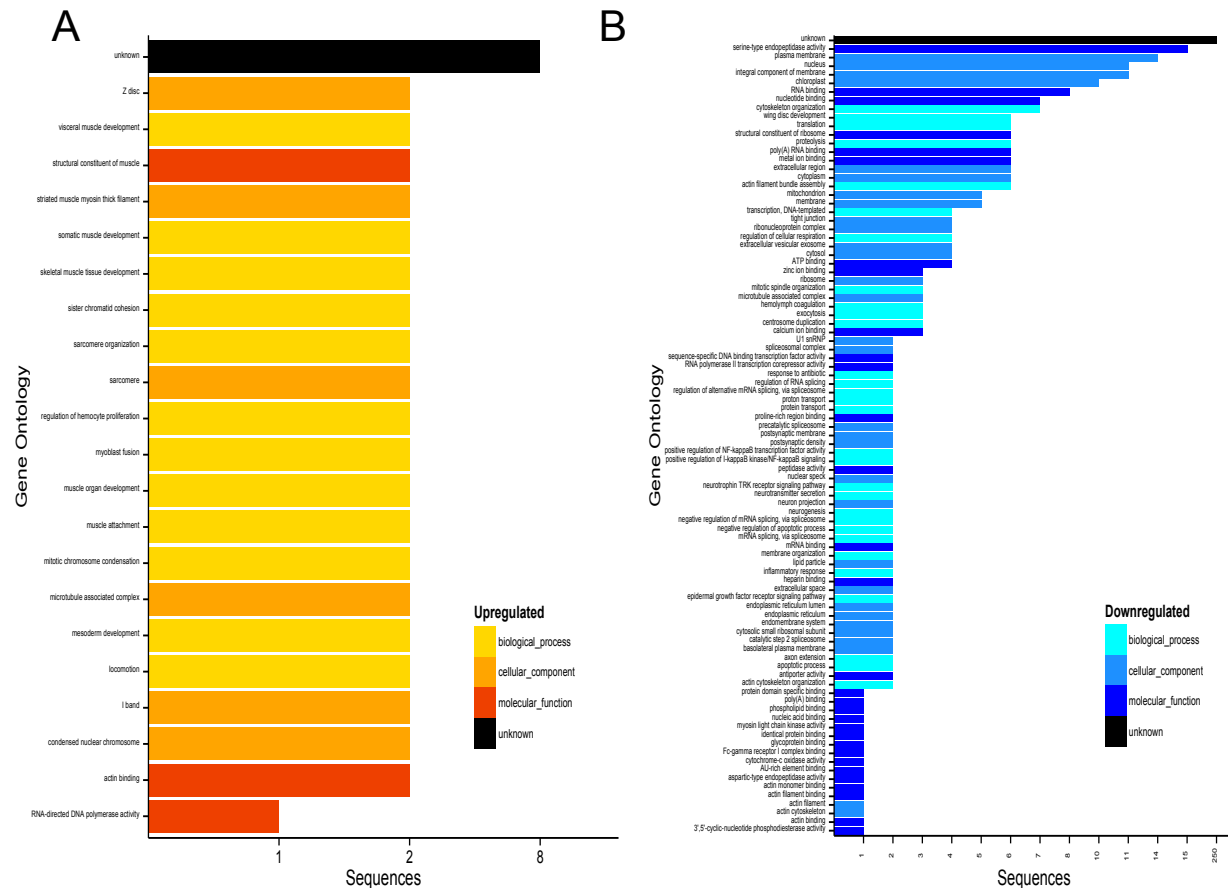 A
unknown
Z disc
visceral muscle development
structural constituent of muscle
striated muscle myosin thick filament
somatic muscle development
skeletal muscle tissue development
sister chromatid cohesion
sarcomere organization
sarcomere
regulation of hemocyte proliferation
myoblast fusion
muscle organ development
muscle attachment
mitotic chromosome condensation
microtubule associated complex
mesoderm development
locomotion
I band
condensed nuclear chromosome
actin binding
RNA-directed DNA polymerase activity
Gene Ontology
1 2 8
Sequences
Upregulated
biological_process
cellular_component
molecular_function
unknown
B
unknown
serine-type endopeptidase activity
plasma membrane
nucleus
integral component of membrane
chloroplast
RNA binding
nucleotide binding
cytoskeleton organization
wing disc development
translation
structural constituent of ribosome
proteolysis
poly(A) RNA binding
metal ion binding
extracellular region
cytoplasm
actin filament bundle assembly
mitochondrion
membrane
transcription, DNA-templated
tight junction
ribonucleoprotein complex
regulation of cellular respiration
extracellular vesicular exosome
cytosol
ATP binding
zinc ion binding
ribosome
mitotic spindle organization
microtubule associated complex
hemolymph coagulation
exocytosis
centrosome duplication
calcium ion binding
U1 snRNP
spliceosomal complex
sequence-specific DNA binding transcription factor activity
RNA polymerase II transcription corepressor activity
response to antibiotic
regulation of RNA splicing
regulation of alternative mRNA splicing, via spliceosome
proton transport
protein transport
proline-rich region binding
precatalytic spliceosome
postsynaptic membrane
postsynaptic density
positive regulation of NF-kappaB transcription factor activity
positive regulation of I-kappaB kinase/NF-kappaB signaling
peptidase activity
nuclear speck
neurotrophin TRK receptor signaling pathway
neurotransmitter secretion
neuron projection
neurogenesis
negative regulation of mRNA splicing, via spliceosome
negative regulation of apoptotic process
mRNA splicing, via spliceosome
mRNA binding
membrane organization
lipid particle
inflammatory response
heparin binding
extracellular space
epidermal growth factor receptor signaling pathway
endoplasmic reticulum lumen
endoplasmic reticulum
endomembrane system
cytosolic small ribosomal subunit
catalytic step 2 spliceosome
basolateral plasma membrane
axon extension
apoptotic process
antiporter activity
actin cytoskeleton organization
protein domain specific binding
poly(A) binding
phospholipid binding
nucleic acid binding
myosin light chain kinase activity
identical protein binding
glycoprotein binding
Fc-gamma receptor I complex binding
cytochrome-c oxidase activity
AU-rich element binding
aspartic-type endopeptidase activity
actin monomer binding
actin filament binding
actin filament
actin cytoskeleton
actin binding
3',5'-cyclic-nucleotide phosphodiesterase activity
Gene Ontology
1 2 3 4 5 6 7 8 10 11 14 15 250
Sequences
Downregulated
biological_process
cellular_component
molecular_function
unknown